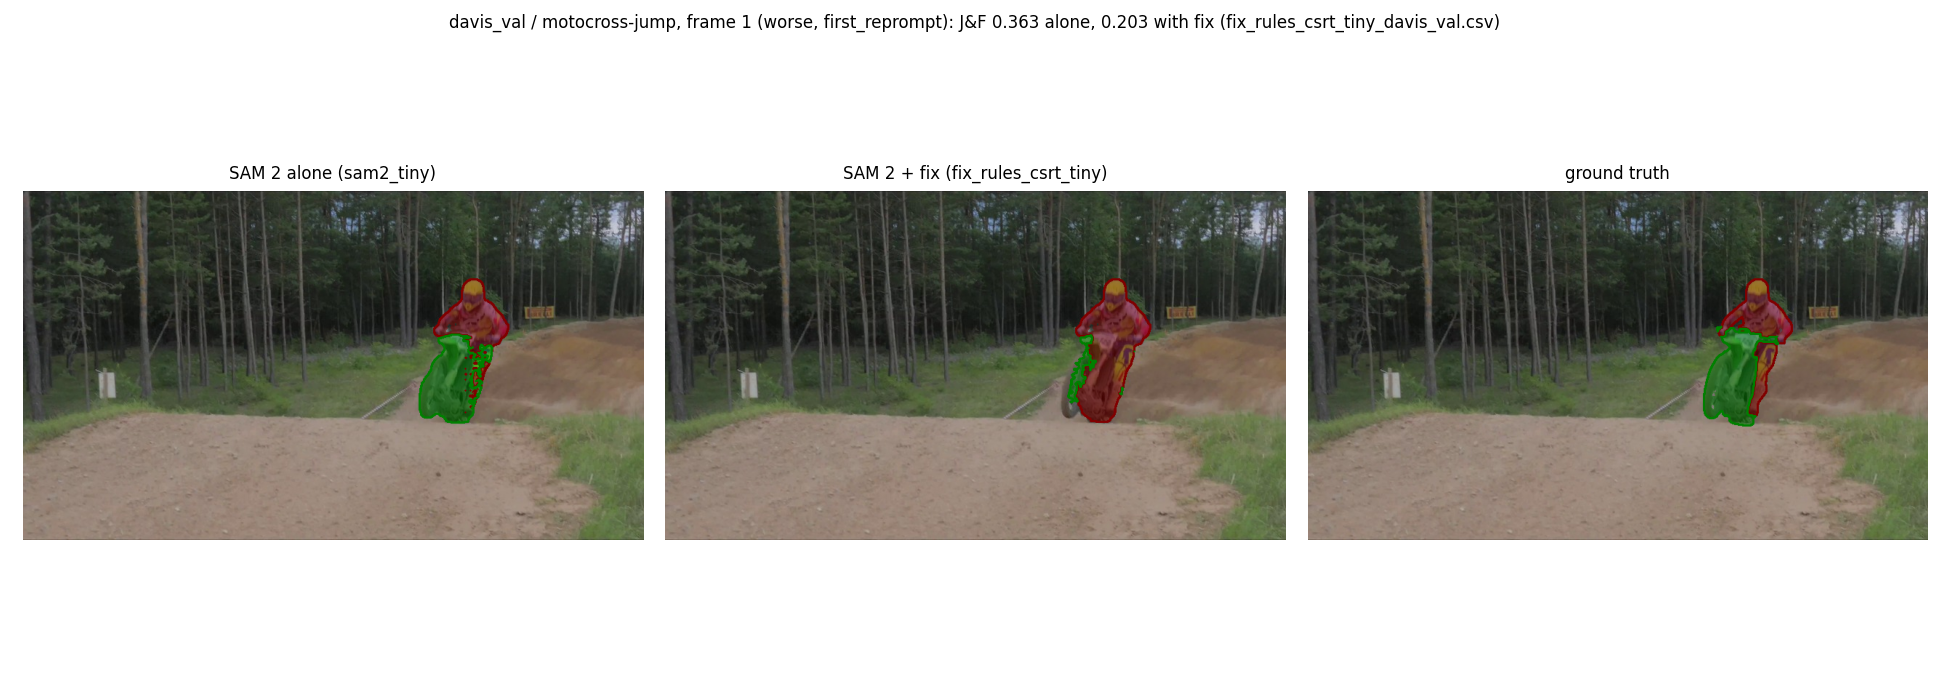 davis_val / motocross-jump, frame 1 (worse, first_reprompt): J&F 0.363 alone, 0.203 with fix (fix_rules_csrt_tiny_davis_val.csv)
SAM 2 alone (sam2_tiny)
SAM 2 + fix (fix_rules_csrt_tiny)
ground truth